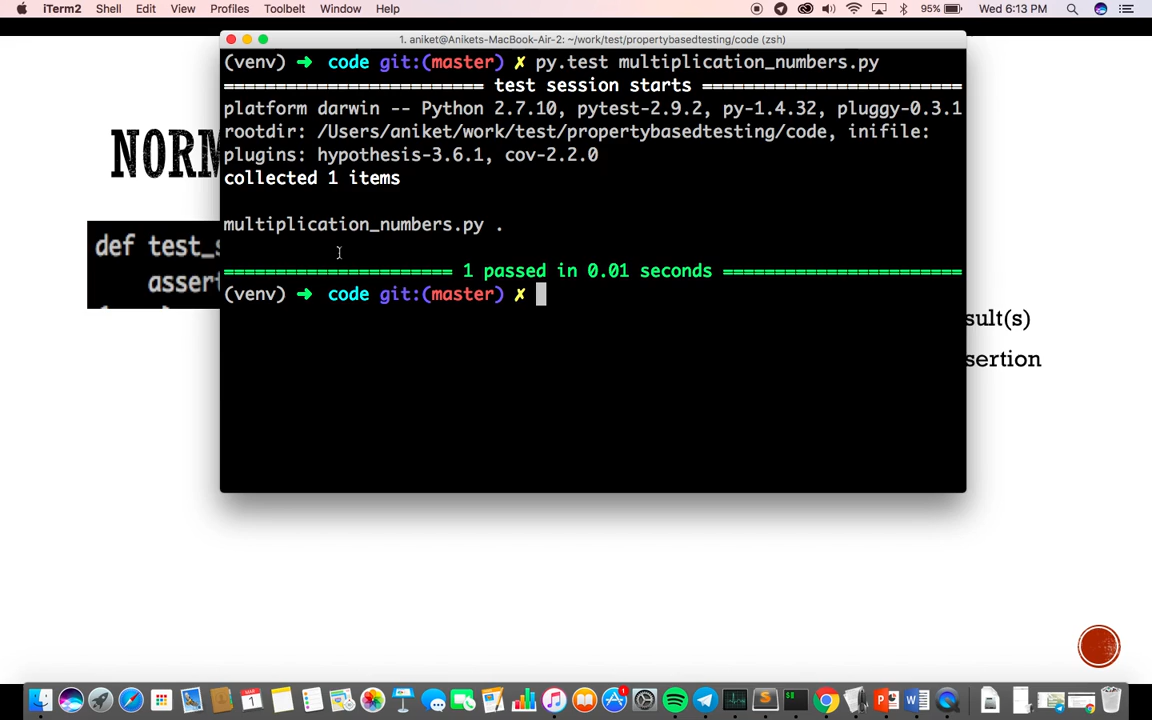 iTerm2 Shell Edit View Profiles Toolbelt Window Help 95% Wed 6:13 PM
1. aniket@Anikets-MacBook-Air-2: ~/work/test/propertybasedtesting/code (zsh)
(venv) ➜ code git:(master) ✗ py.test multiplication_numbers.py
========================= test session starts =========================
platform darwin -- Python 2.7.10, pytest-2.9.2, py-1.4.32, pluggy-0.3.1
rootdir: /Users/aniket/work/test/propertybasedtesting/code, inifile:
plugins: hypothesis-3.6.1, cov-2.2.0
collected 1 items
multiplication_numbers.py .
====================== 1 passed in 0.01 seconds =======================
(venv) ➜ code git:(master) ✗
NORM
def test_s
assert
sult(s)
sertion